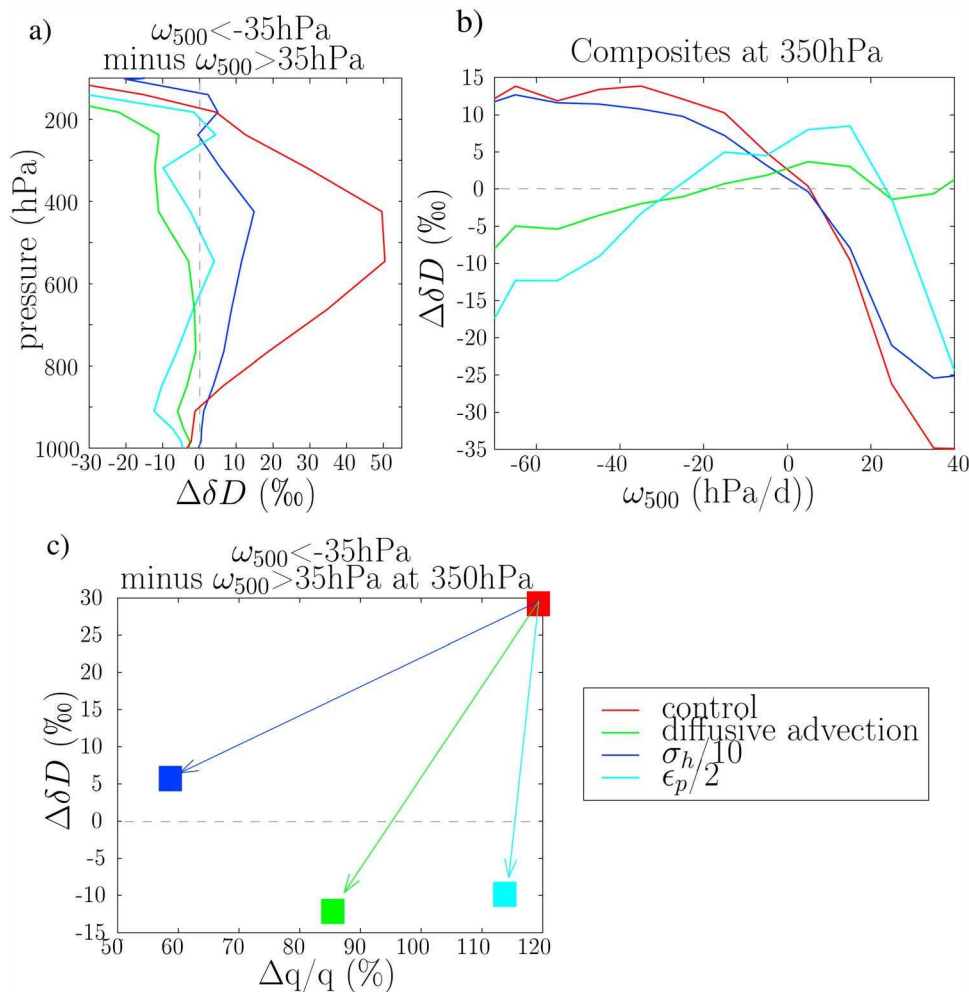 a)
ω500<-35hPa
minus ω500>35hPa
200
400
600
800
1000
pressure (hPa)
-30 -20 -10 0 10 20 30 40 50
ΔδD (‰)
b)
Composites at 350hPa
15
10
5
0
-5
-10
-15
-20
-25
-30
-35
ΔδD (‰)
-60 -40 -20 0 20 40
ω500 (hPa/d))
c)
ω500<-35hPa
minus ω500>35hPa at 350hPa
30
25
20
15
10
5
0
-5
-10
-15
ΔδD (‰)
50 60 70 80 90 100 110 120
Δq/q (%)
control
diffusive advection
σh/10
ϵp/2